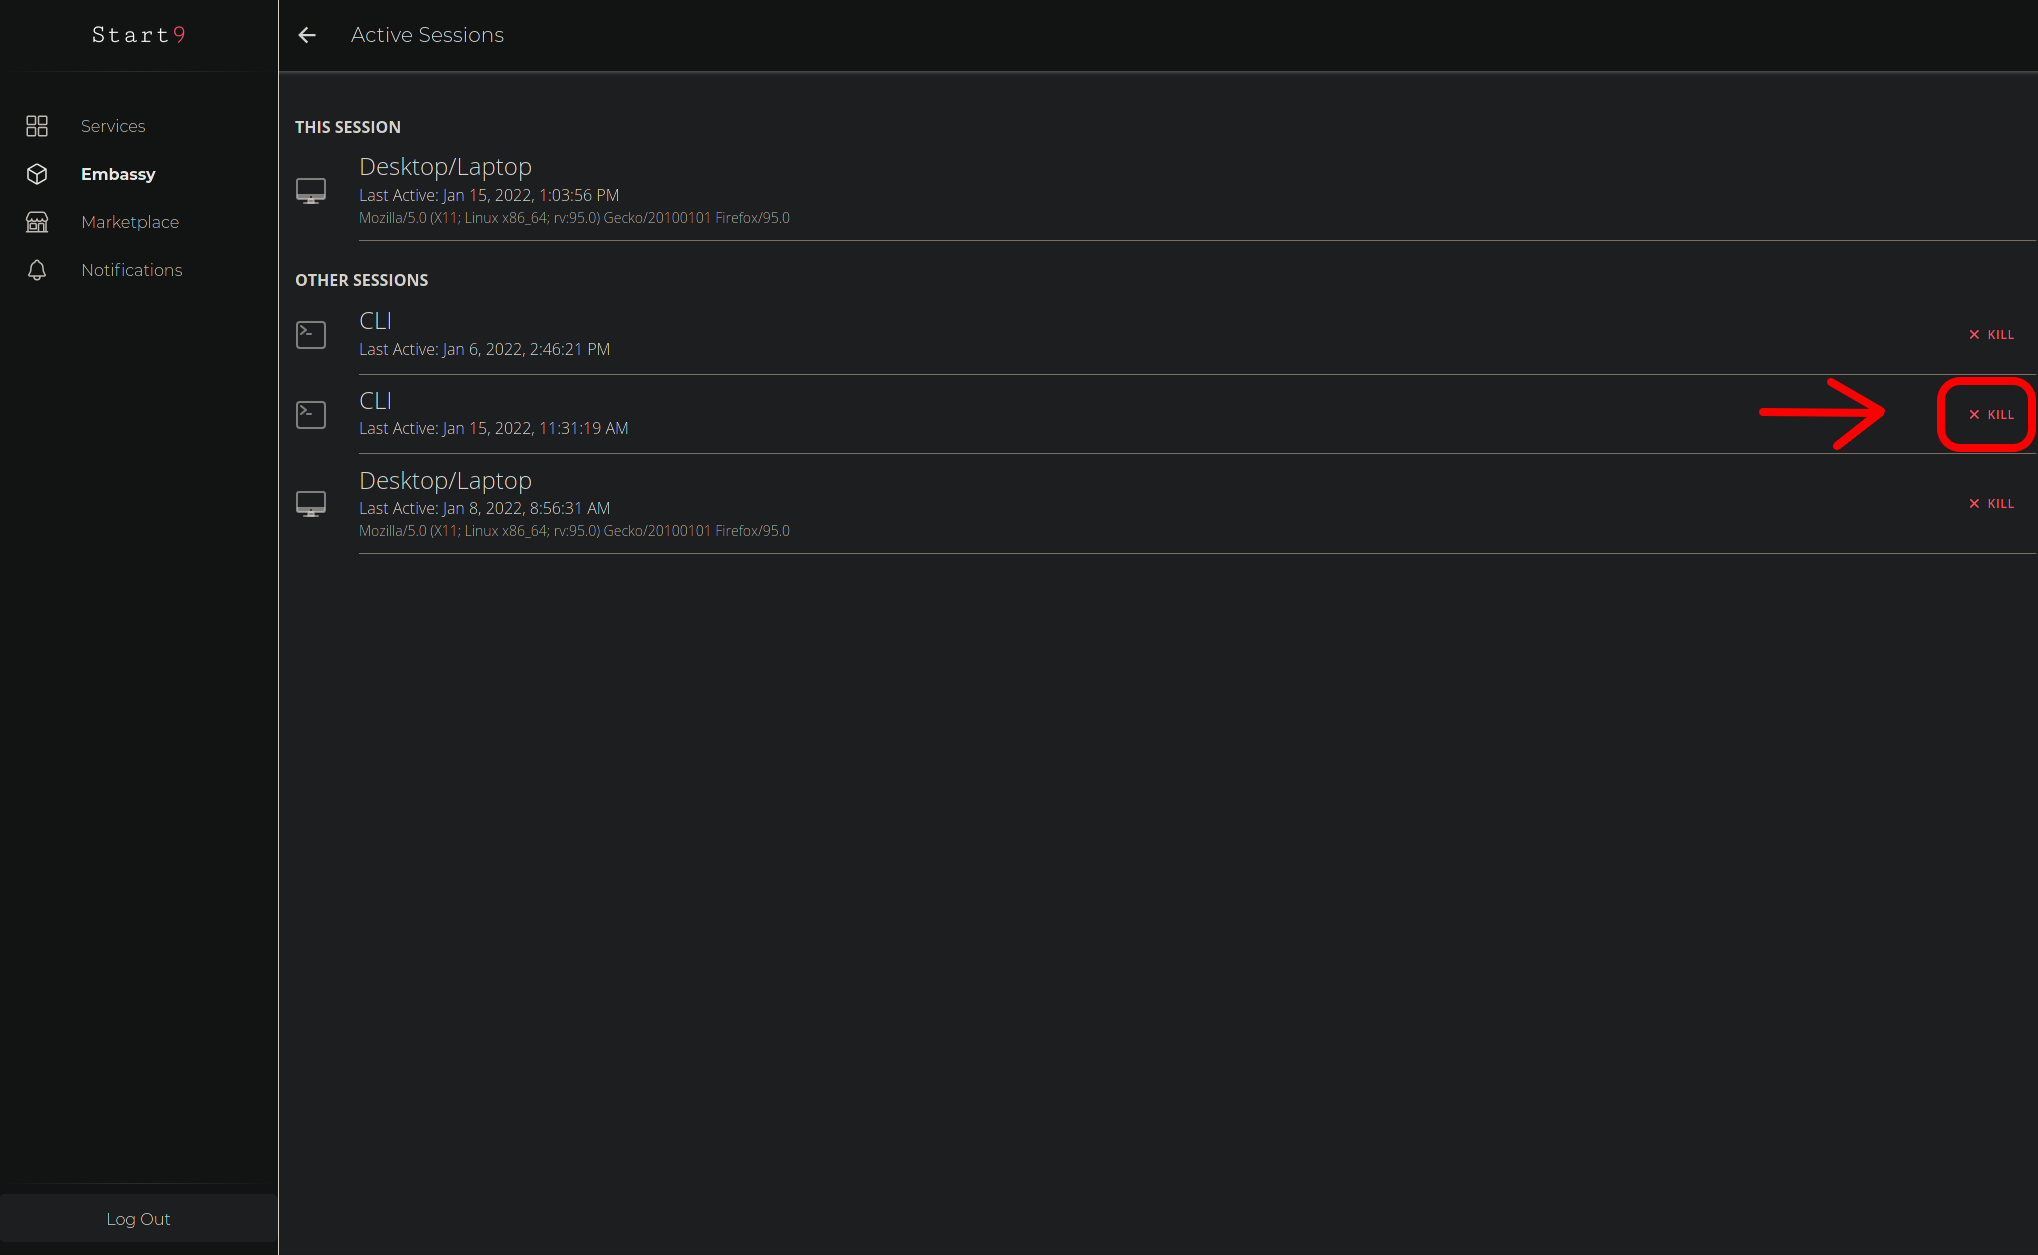 Start9
Active Sessions
Services
Embassy
Marketplace
Notifications
THIS SESSION
Desktop/Laptop
Last Active: Jan 15, 2022, 1:03:56 PM
Mozilla/5.0 (X11; Linux x86_64; rv:95.0) Gecko/20100101 Firefox/95.0
OTHER SESSIONS
CLI
Last Active: Jan 6, 2022, 2:46:21 PM
KILL
CLI
Last Active: Jan 15, 2022, 11:31:19 AM
KILL
Desktop/Laptop
Last Active: Jan 8, 2022, 8:56:31 AM
Mozilla/5.0 (X11; Linux x86_64; rv:95.0) Gecko/20100101 Firefox/95.0
KILL
Log Out